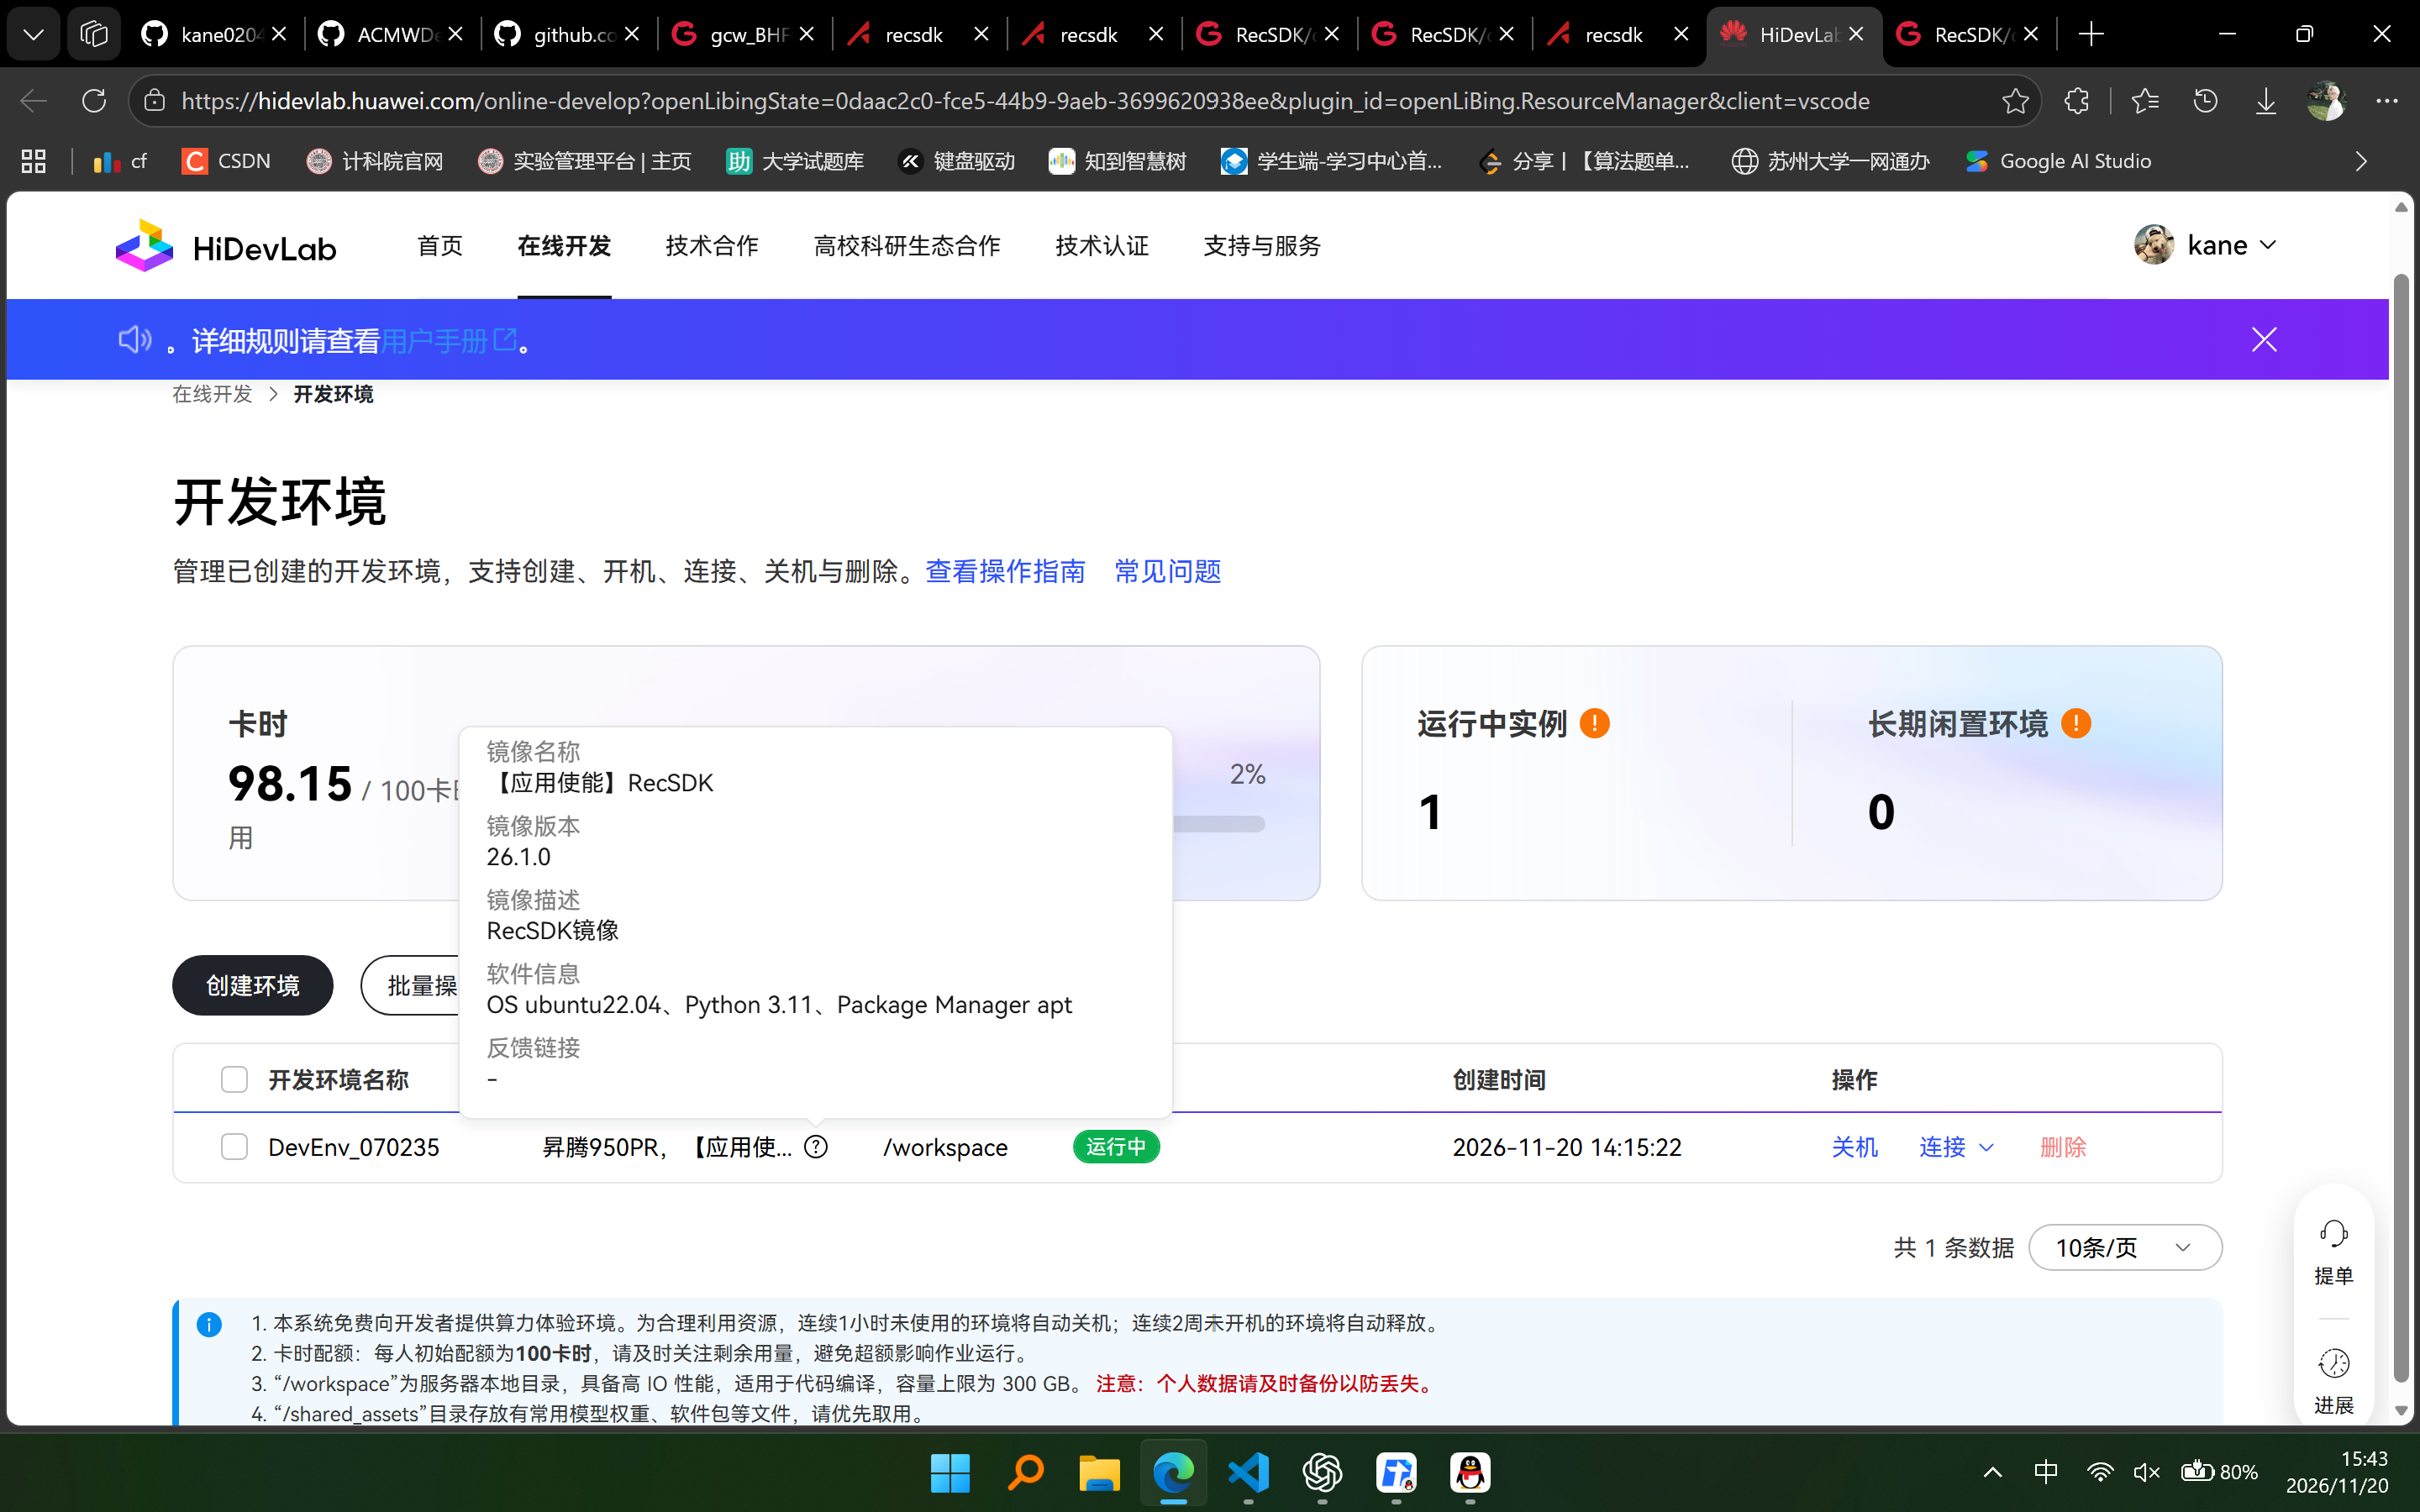 kane0204
ACMWDe
github.co
gcw_BHF
recsdk
recsdk
RecSDK/
RecSDK/
recsdk
HiDevLab
RecSDK/
https://hidevlab.huawei.com/online-develop?openLibingState=0daac2c0-fce5-44b9-9aeb-3699620938ee&plugin_id=openLiBing.ResourceManager&client=vscode
cf
CSDN
计科院官网
实验管理平台 | 主页
助 大学试题库
键盘驱动
知到智慧树
学生端-学习中心首...
分享丨【算法题单...
苏州大学一网通办
Google AI Studio
HiDevLab
首页
在线开发
技术合作
高校科研生态合作
技术认证
支持与服务
kane
。详细规则请查看用户手册。
在线开发 > 开发环境
开发环境
管理已创建的开发环境，支持创建、开机、连接、关机与删除。查看操作指南 常见问题
卡时
98.15 / 100卡
用
2%
运行中实例
1
长期闲置环境
0
镜像名称
【应用使能】RecSDK
镜像版本
26.1.0
镜像描述
RecSDK镜像
软件信息
OS ubuntu22.04、Python 3.11、Package Manager apt
反馈链接
-
创建环境
批量操
开发环境名称
创建时间
操作
DevEnv_070235
昇腾950PR，【应用使...
/workspace
运行中
2026-11-20 14:15:22
关机
连接
删除
共 1 条数据
10条/页
提单
进展
1. 本系统免费向开发者提供算力体验环境。为合理利用资源，连续1小时未使用的环境将自动关机；连续2周未开机的环境将自动释放。
2. 卡时配额：每人初始配额为100卡时，请及时关注剩余用量，避免超额影响作业运行。
3. “/workspace”为服务器本地目录，具备高 IO 性能，适用于代码编译，容量上限为 300 GB。 注意：个人数据请及时备份以防丢失。
4. “/shared_assets”目录存放有常用模型权重、软件包等文件，请优先取用。
中
80%
15:43
2026/11/20